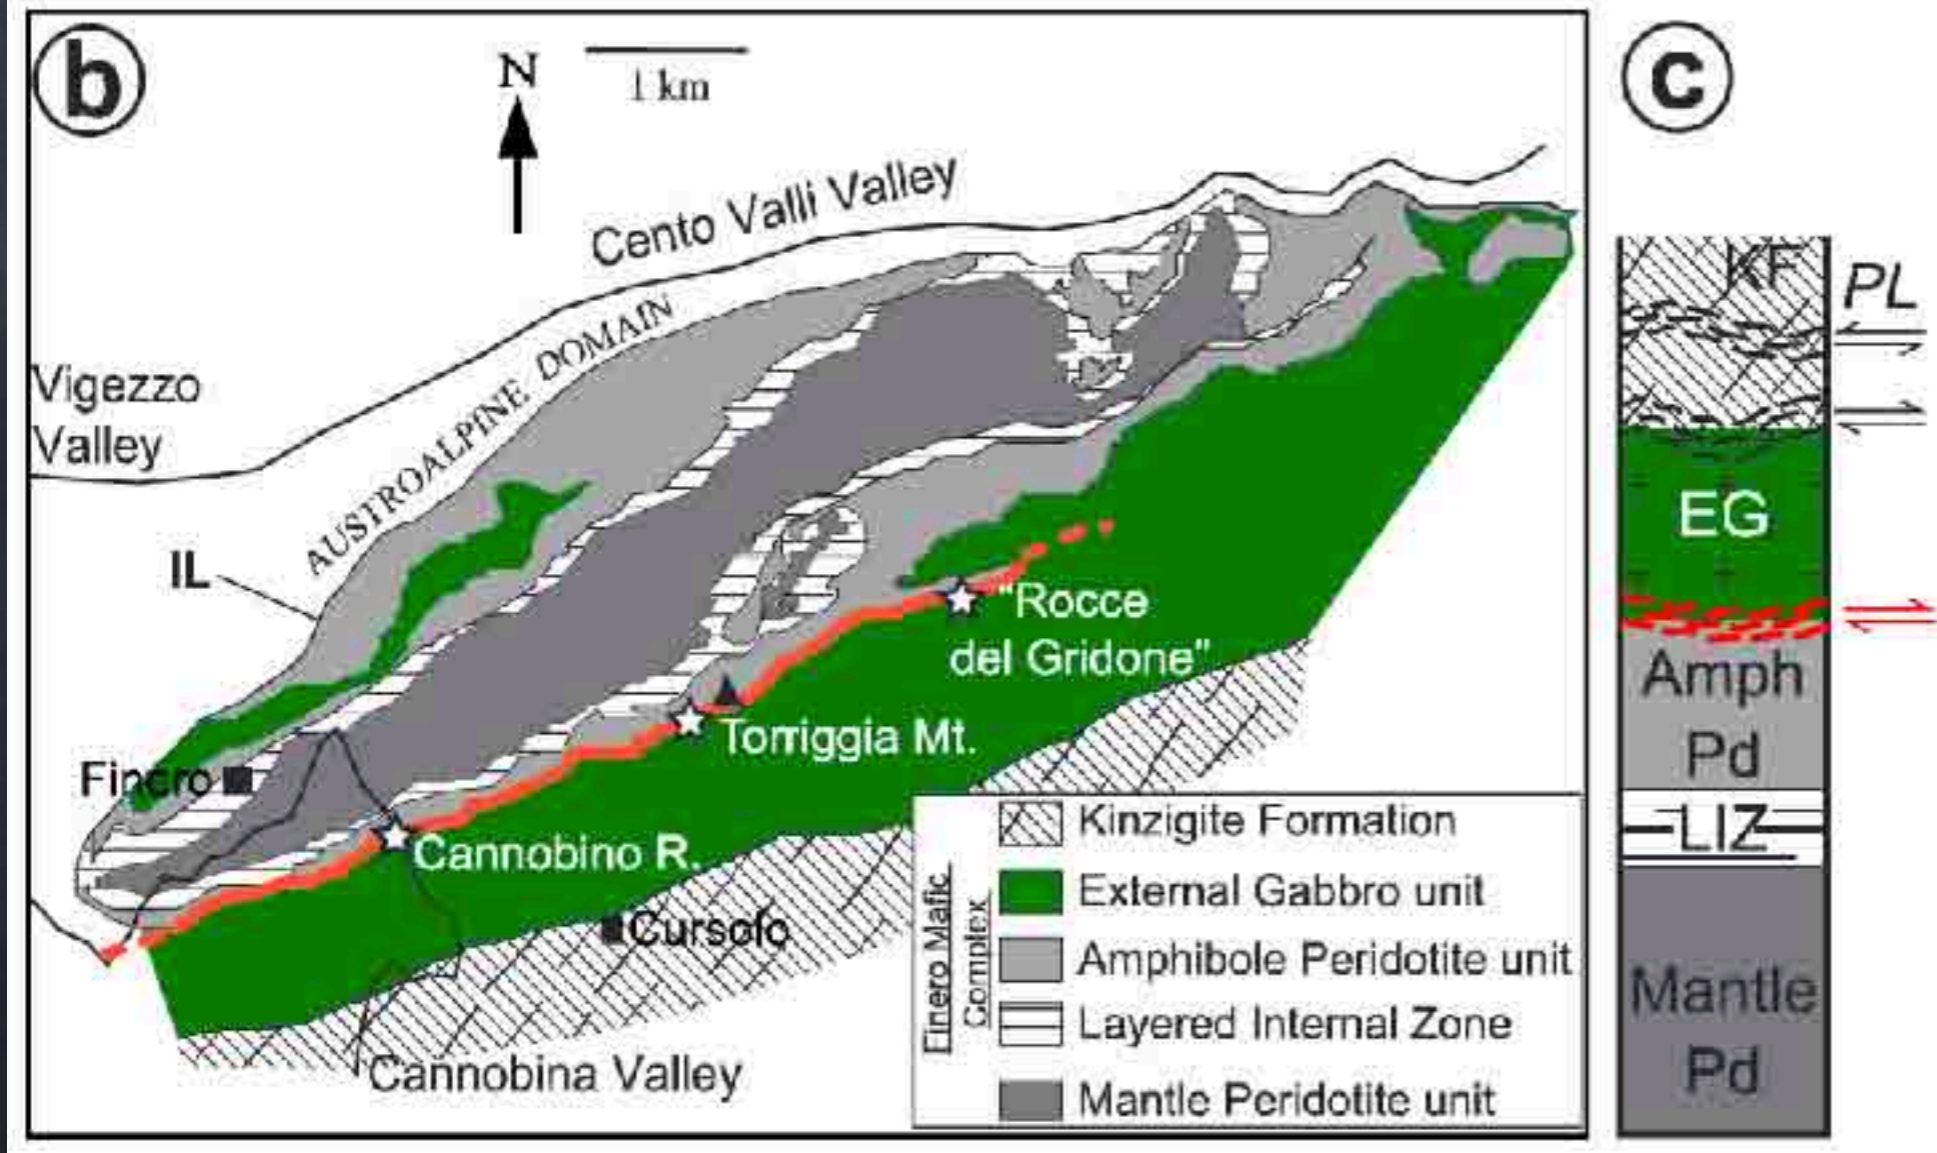 b
N
1 km
Cento Valli Valley
AUSTROALPINE DOMAIN
Vigezzo
Valley
IL
"Rocce
del Gridone"
Torriggia Mt.
Finero
Cannobino R.
Cursolo
Cannobina Valley
Finero Mafic
Complex
Kinzigite Formation
External Gabbro unit
Amphibole Peridotite unit
Layered Internal Zone
Mantle Peridotite unit
c
KF
PL
EG
Amph
Pd
LIZ
Mantle
Pd